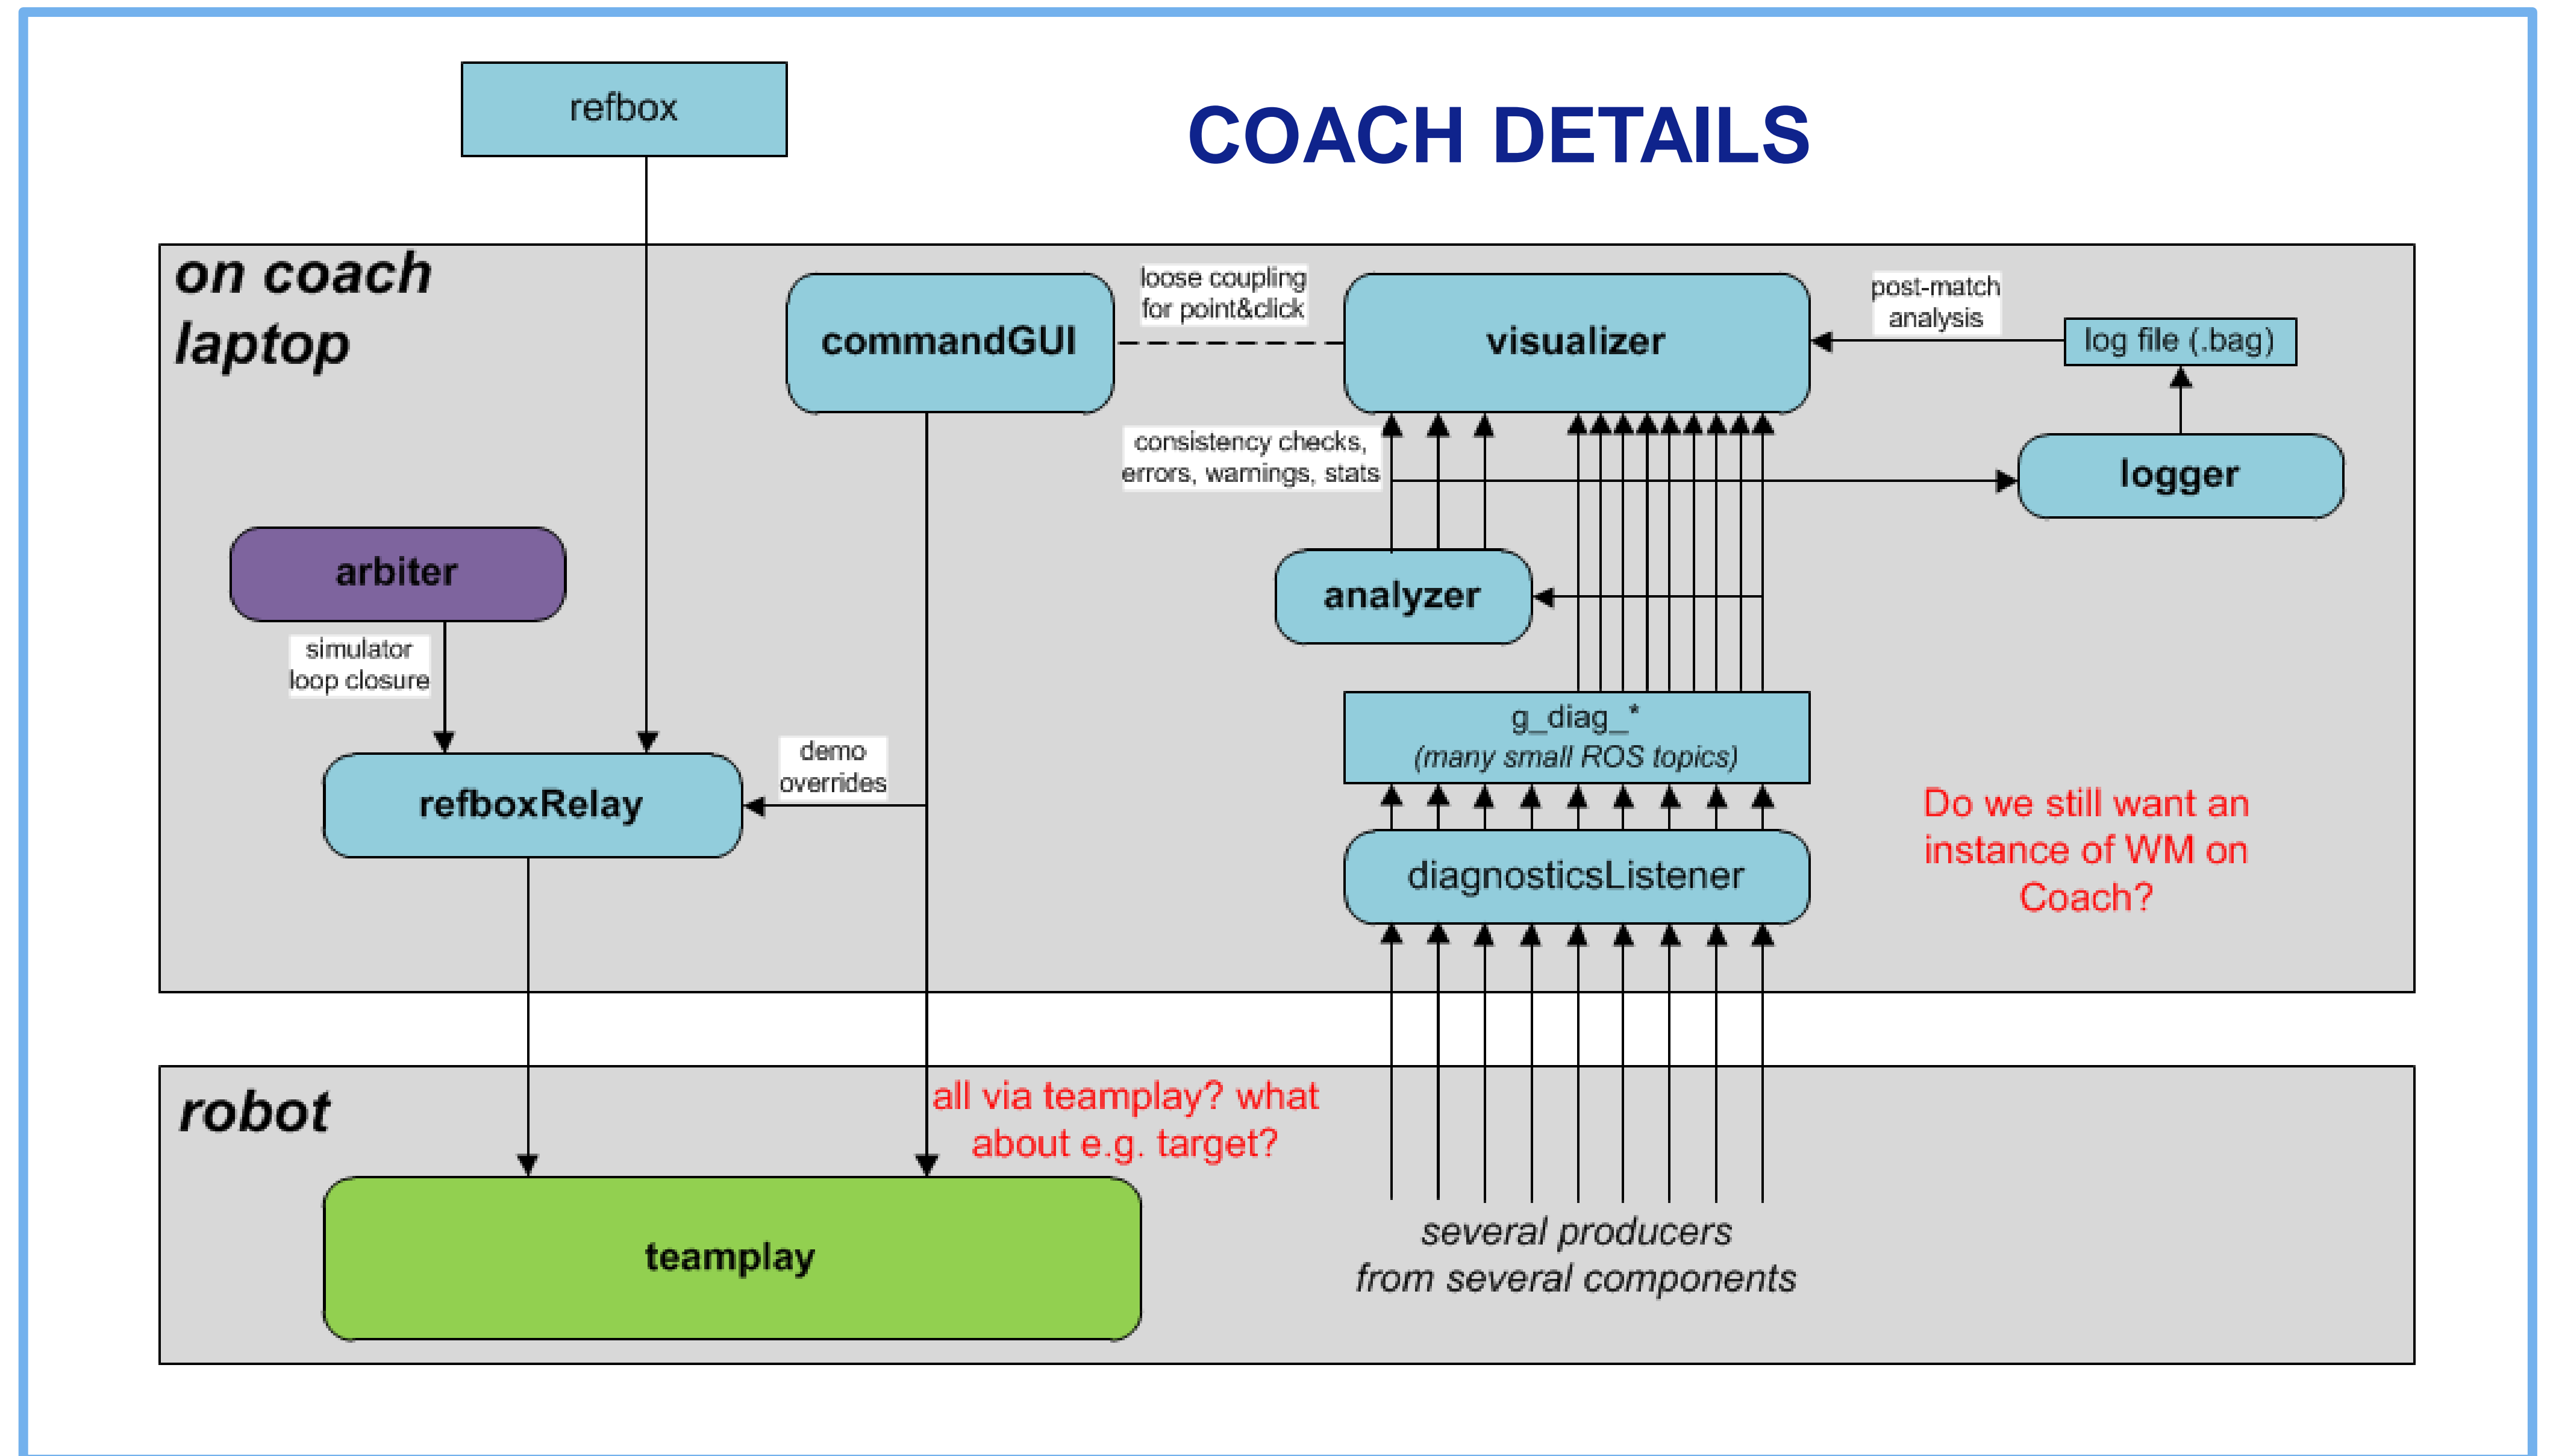 refbox
COACH DETAILS
on coach
laptop
commandGUI
loose coupling
for point&click
visualizer
post-match
analysis
log file (.bag)
consistency checks,
errors, warnings, stats
logger
arbiter
analyzer
simulator
loop closure
g_diag_*
(many small ROS topics)
demo
overrides
refboxRelay
diagnosticsListener
Do we still want an
instance of WM on
Coach?
robot
all via teamplay? what
about e.g. target?
teamplay
several producers
from several components